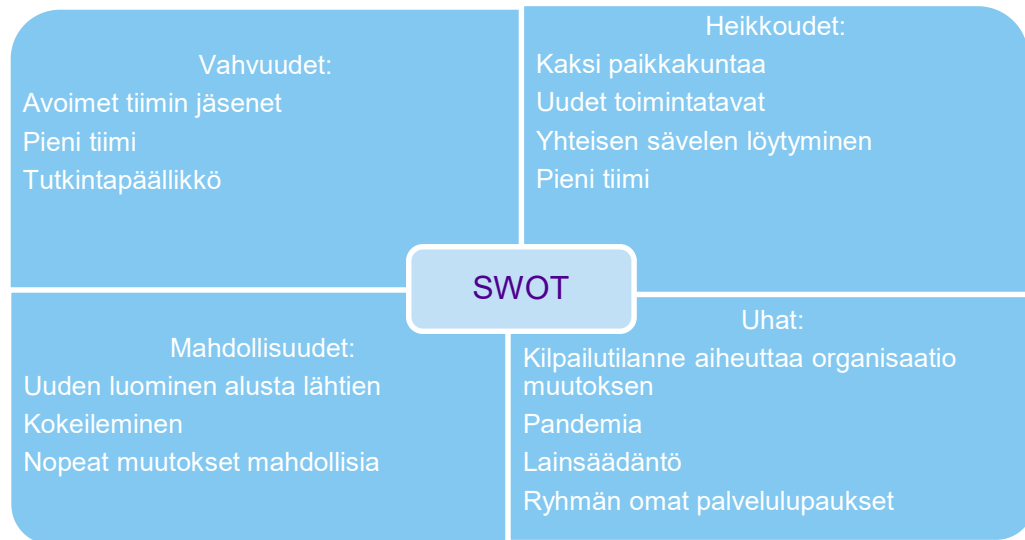 Vahvuudet:
Avoimet tiimin jäsenet
Pieni tiimi
Tutkintapäällikkö
Heikkoudet:
Kaksi paikkakuntaa
Uudet toimintatavat
Yhteisen sävelen löytyminen
Pieni tiimi
SWOT
Mahdollisuudet:
Uuden luominen alusta lähtien
Kokeileminen
Nopeat muutokset mahdollisia
Uhat:
Kilpailutilanne aiheuttaa organisaatio
muutoksen
Pandemia
Lainsäädäntö
Ryhmän omat palvelulupaukset